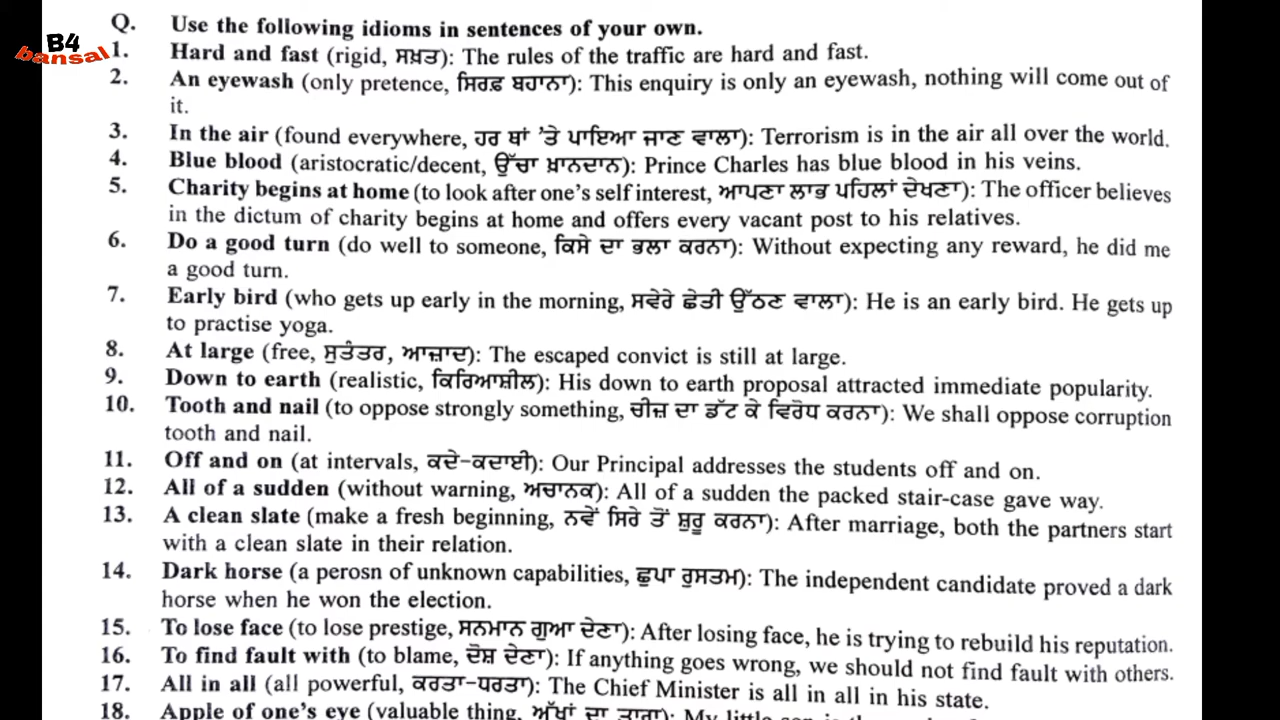 B4
bansal
Q. Use the following idioms in sentences of your own.
1. Hard and fast (rigid, ਸਖ਼ਤ): The rules of the traffic are hard and fast.
2. An eyewash (only pretence, ਸਿਰਫ਼ ਬਹਾਨਾ): This enquiry is only an eyewash, nothing will come out of
it.
3. In the air (found everywhere, ਹਰ ਥਾਂ ’ਤੇ ਪਾਇਆ ਜਾਣ ਵਾਲਾ): Terrorism is in the air all over the world.
4. Blue blood (aristocratic/decent, ਉੱਚਾ ਖ਼ਾਨਦਾਨ): Prince Charles has blue blood in his veins.
5. Charity begins at home (to look after one’s self interest, ਆਪਣਾ ਲਾਭ ਪਹਿਲਾਂ ਦੇਖਣਾ): The officer believes
in the dictum of charity begins at home and offers every vacant post to his relatives.
6. Do a good turn (do well to someone, ਕਿਸੇ ਦਾ ਭਲਾ ਕਰਨਾ): Without expecting any reward, he did me
a good turn.
7. Early bird (who gets up early in the morning, ਸਵੇਰੇ ਛੇਤੀ ਉੱਠਣ ਵਾਲਾ): He is an early bird. He gets up
to practise yoga.
8. At large (free, ਸੁਤੰਤਰ, ਆਜ਼ਾਦ): The escaped convict is still at large.
9. Down to earth (realistic, ਕਿਰਿਆਸ਼ੀਲ): His down to earth proposal attracted immediate popularity.
10. Tooth and nail (to oppose strongly something, ਚੀਜ਼ ਦਾ ਡੱਟ ਕੇ ਵਿਰੋਧ ਕਰਨਾ): We shall oppose corruption
tooth and nail.
11. Off and on (at intervals, ਕਦੇ-ਕਦਾਈ): Our Principal addresses the students off and on.
12. All of a sudden (without warning, ਅਚਾਨਕ): All of a sudden the packed stair-case gave way.
13. A clean slate (make a fresh beginning, ਨਵੇਂ ਸਿਰੇ ਤੋਂ ਸ਼ੁਰੂ ਕਰਨਾ): After marriage, both the partners start
with a clean slate in their relation.
14. Dark horse (a perosn of unknown capabilities, ਛੁਪਾ ਰੁਸਤਮ): The independent candidate proved a dark
horse when he won the election.
15. To lose face (to lose prestige, ਸਨਮਾਨ ਗੁਆ ਦੇਣਾ): After losing face, he is trying to rebuild his reputation.
16. To find fault with (to blame, ਦੋਸ਼ ਦੇਣਾ): If anything goes wrong, we should not find fault with others.
17. All in all (all powerful, ਕਰਤਾ-ਧਰਤਾ): The Chief Minister is all in all in his state.
18. Apple of one’s eye (valuable thing, ਅੱਖਾਂ ਦਾ ਤਾਰਾ): My little son is the